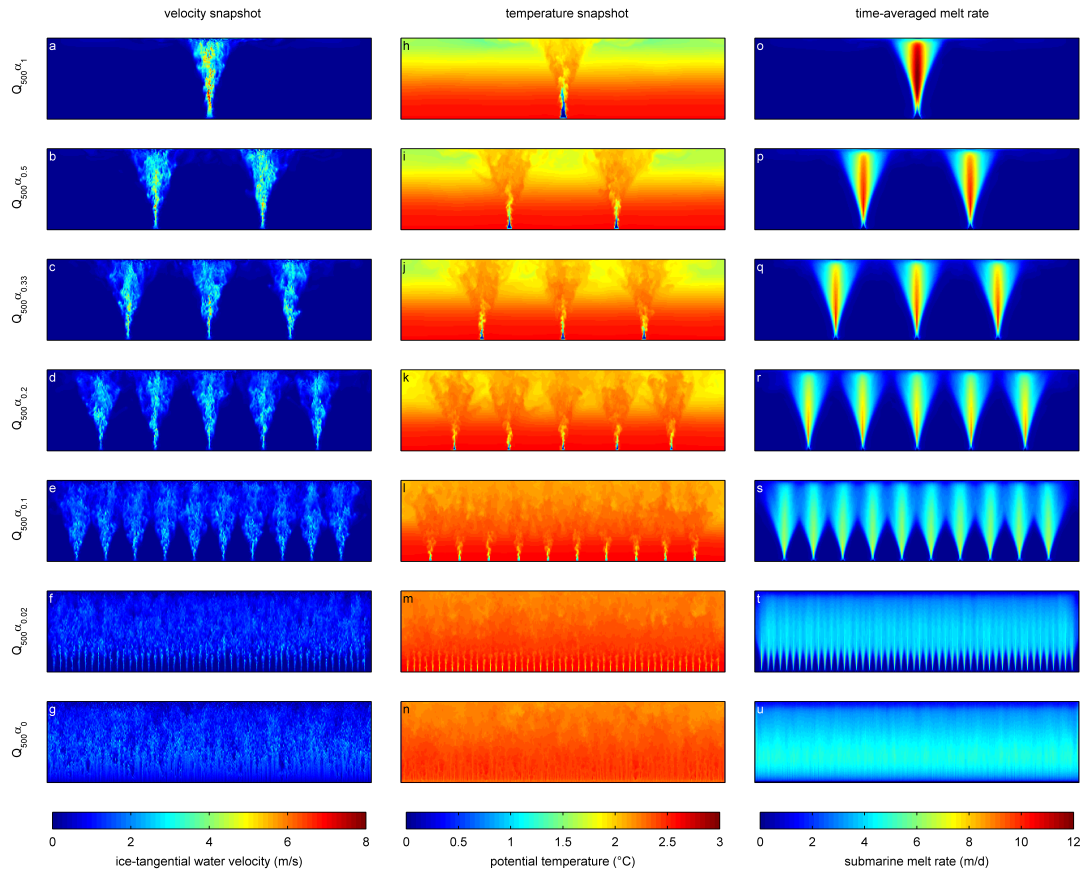 velocity snapshot temperature snapshot time-averaged melt rate
Q500α1 a h o
Q500α0.5 b i p
Q500α0.33 c j q
Q500α0.2 d k r
Q500α0.1 e l s
Q500α0.02 f m t
Q500α0 g n u
0 2 4 6 8 0 0.5 1 1.5 2 2.5 3 0 2 4 6 8 10 12
ice-tangential water velocity (m/s) potential temperature (°C) submarine melt rate (m/d)